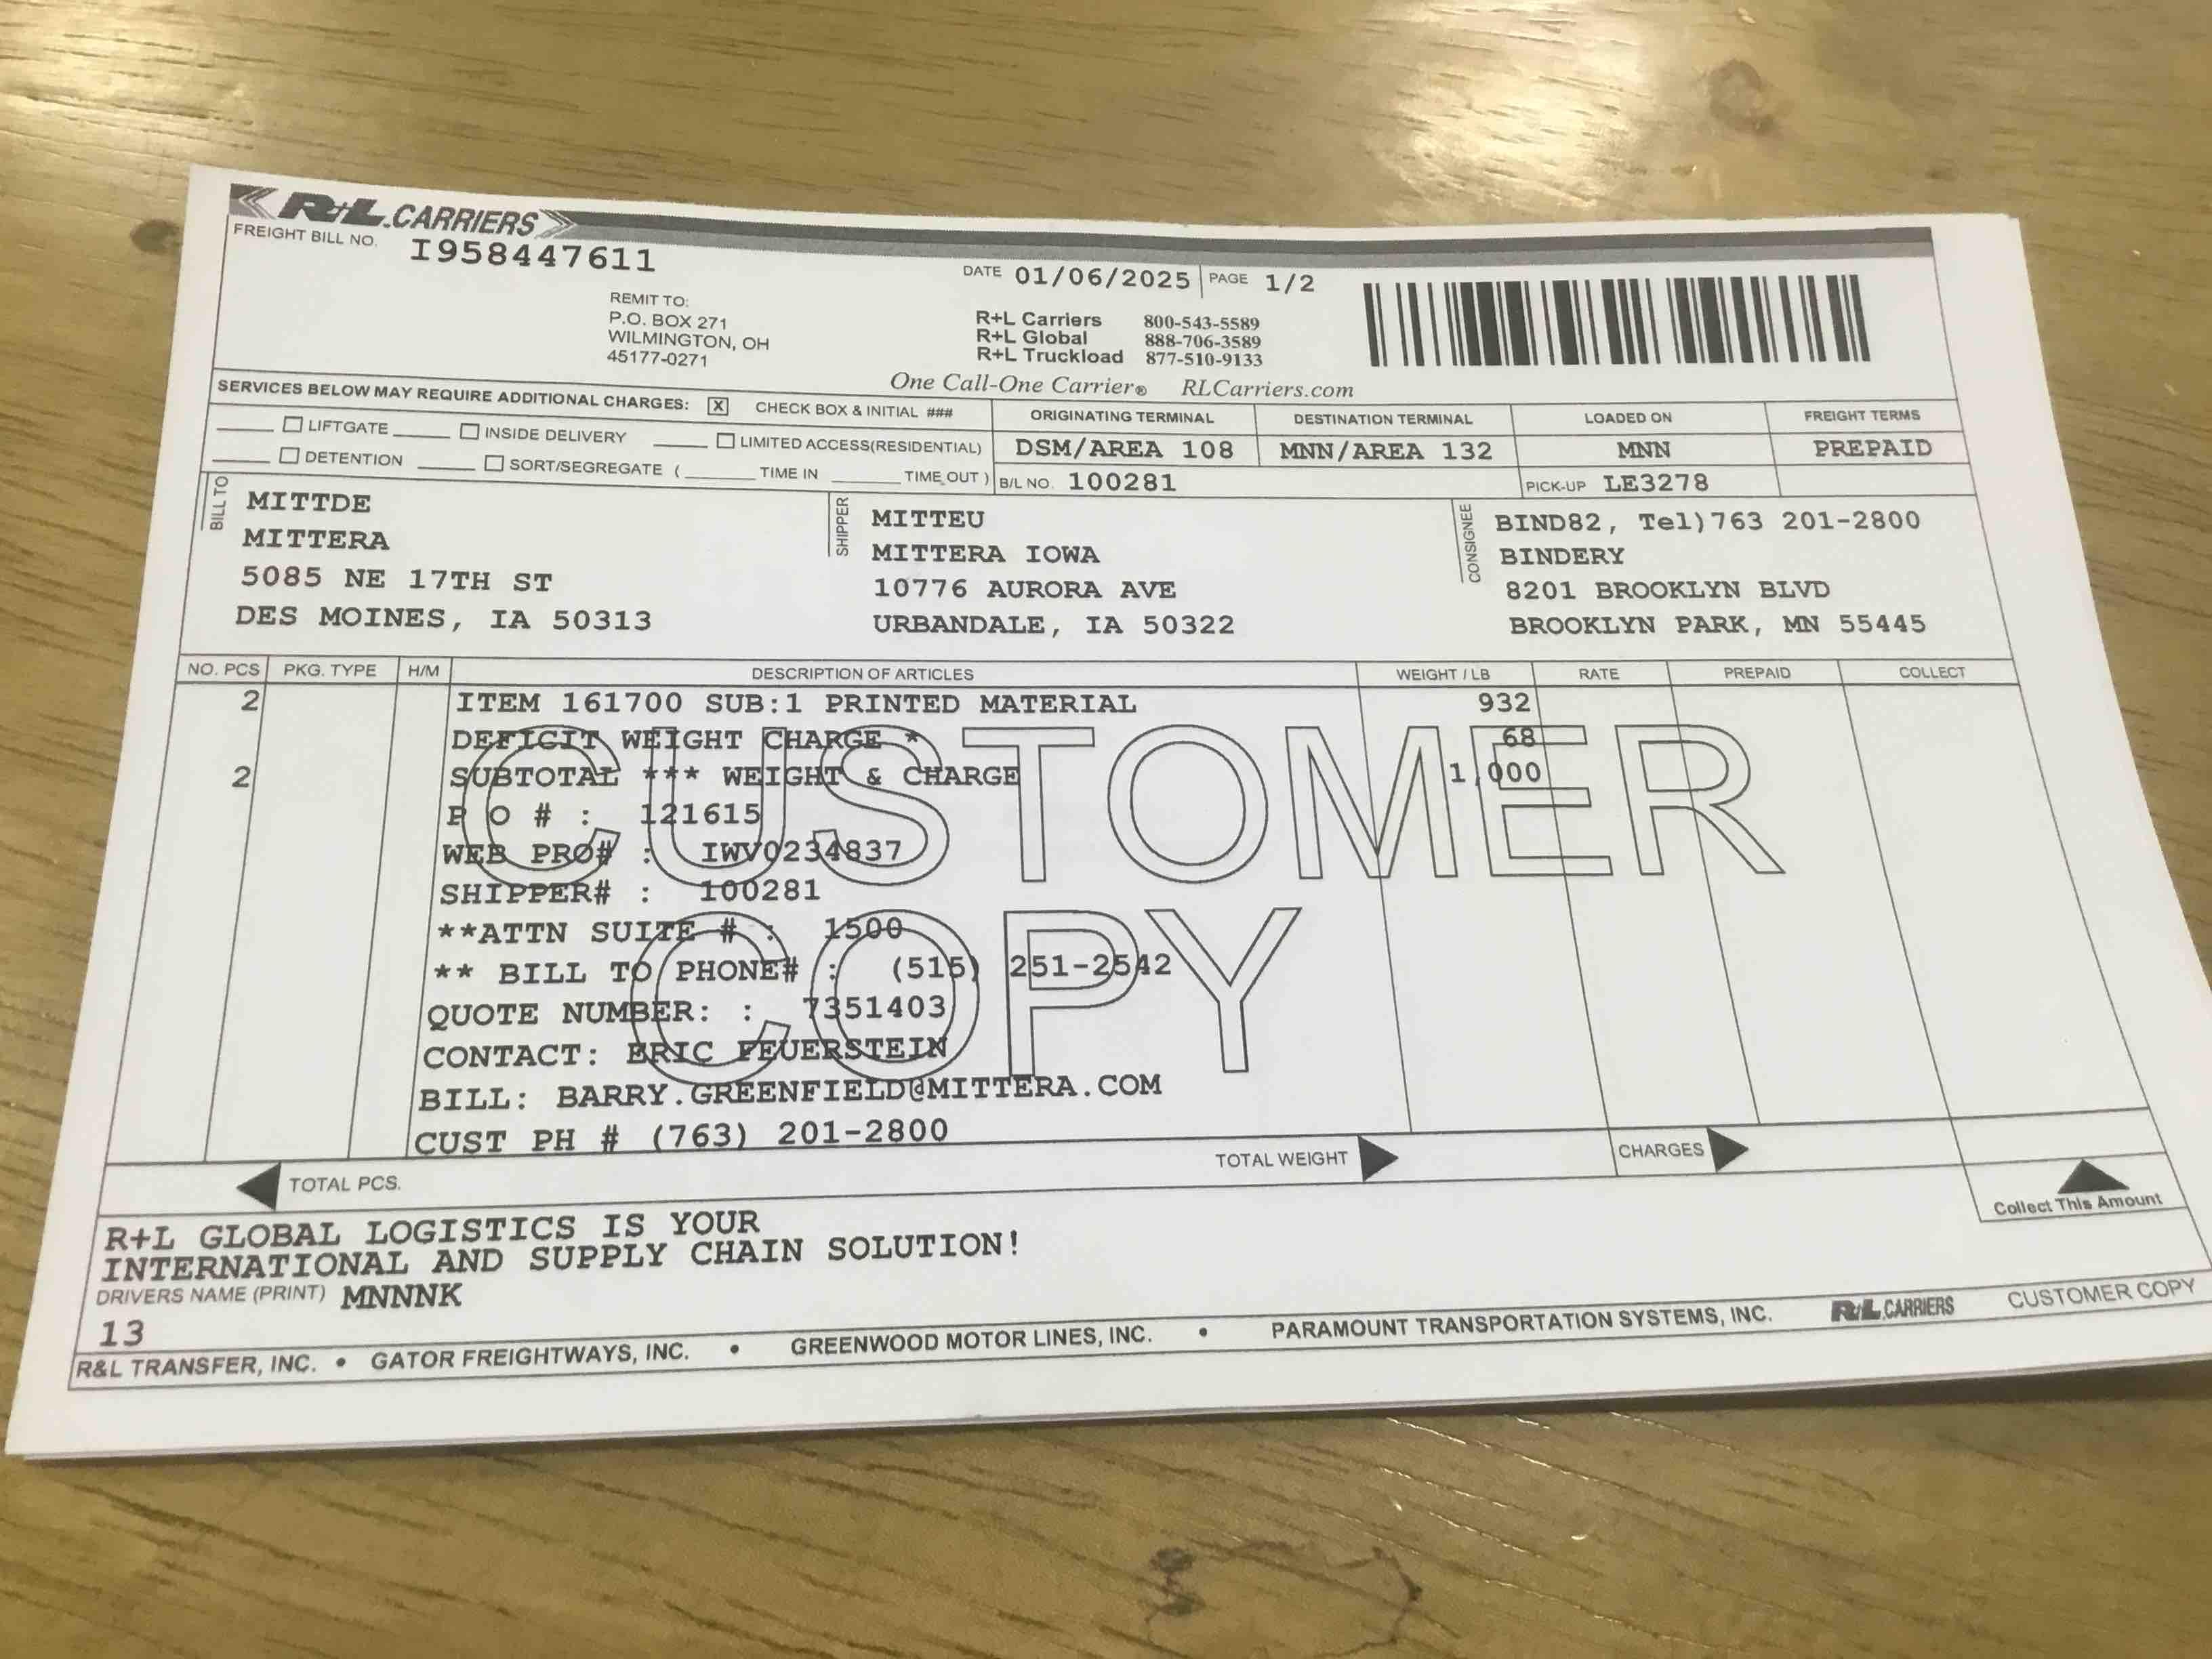 R+L CARRIERS
FREIGHT BILL NO. I958447611
DATE 01/06/2025 PAGE 1/2
REMIT TO:
P.O. BOX 271
WILMINGTON, OH
45177-0271
R+L Carriers 800-543-5589
R+L Global 888-706-3589
R+L Truckload 877-510-9133
One Call-One Carrier® RLCarriers.com
SERVICES BELOW MAY REQUIRE ADDITIONAL CHARGES: X CHECK BOX & INITIAL ###
LIFTGATE INSIDE DELIVERY LIMITED ACCESS(RESIDENTIAL)
DETENTION SORT/SEGREGATE ( TIME IN TIME OUT )
ORIGINATING TERMINAL DESTINATION TERMINAL LOADED ON FREIGHT TERMS
DSM/AREA 108 MNN/AREA 132 MNN PREPAID
B/L NO. 100281 PICK-UP LE3278
BILL TO
MITTDE
MITTERA
5085 NE 17TH ST
DES MOINES, IA 50313
SHIPPER
MITTEU
MITTERA IOWA
10776 AURORA AVE
URBANDALE, IA 50322
CONSIGNEE
BIND82, Tel)763 201-2800
BINDERY
8201 BROOKLYN BLVD
BROOKLYN PARK, MN 55445
NO. PCS PKG. TYPE H/M DESCRIPTION OF ARTICLES WEIGHT / LB RATE PREPAID COLLECT
2 ITEM 161700 SUB:1 PRINTED MATERIAL 932
DEFICIT WEIGHT CHARGE * 68
2 SUBTOTAL *** WEIGHT & CHARGE 1,000
P O # : 121615
WEB PRO# : IWV0234837
SHIPPER# : 100281
**ATTN SUITE # : 1500
** BILL TO PHONE# : (515) 251-2542
QUOTE NUMBER: : 7351403
CONTACT: ERIC FEUERSTEIN
BILL: BARRY.GREENFIELD@MITTERA.COM
CUST PH # (763) 201-2800
CUSTOMER
COPY
TOTAL PCS. TOTAL WEIGHT CHARGES
Collect This Amount
R+L GLOBAL LOGISTICS IS YOUR
INTERNATIONAL AND SUPPLY CHAIN SOLUTION!
DRIVERS NAME (PRINT) MNNNK
13
R&L TRANSFER, INC. • GATOR FREIGHTWAYS, INC. • GREENWOOD MOTOR LINES, INC. • PARAMOUNT TRANSPORTATION SYSTEMS, INC. R+L CARRIERS CUSTOMER COPY